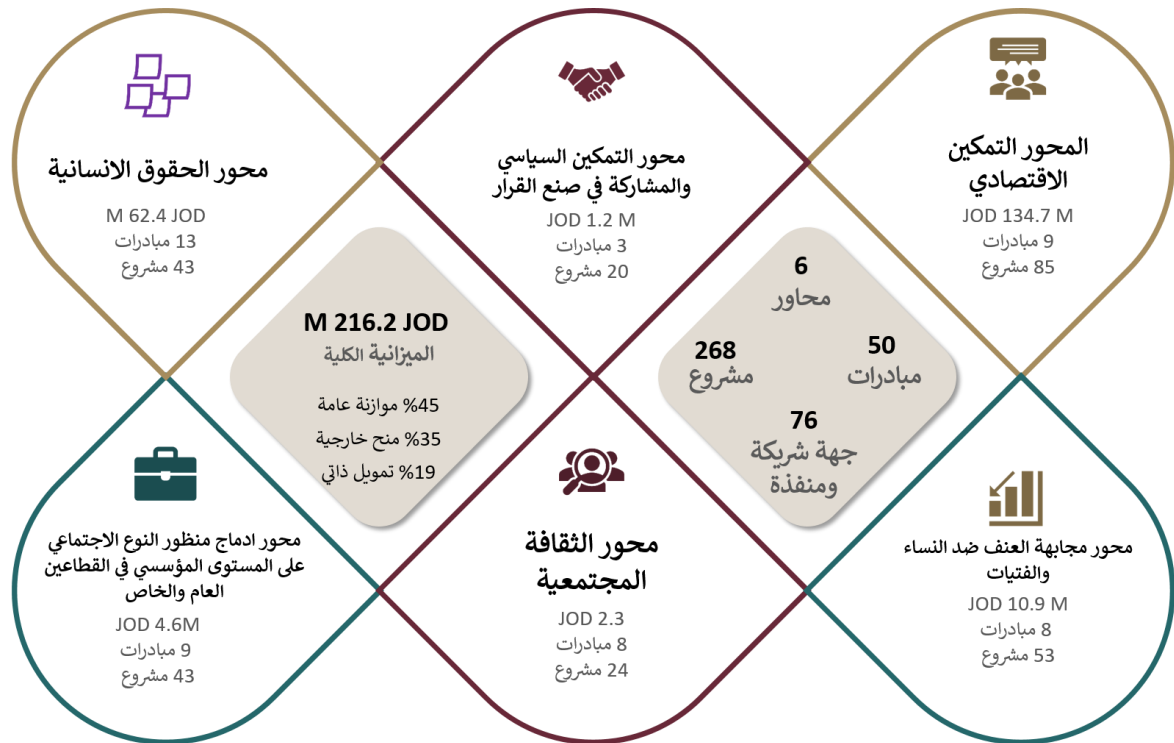 المحور التمكين
الاقتصادي
JOD 134.7 M
9 مبادرات
85 مشروع
محور التمكين السياسي
والمشاركة في صنع القرار
JOD 1.2 M
3 مبادرات
20 مشروع
محور الحقوق الانسانية
M 62.4 JOD
13 مبادرات
43 مشروع
6
محاور
50
مبادرات
268
مشروع
76
جهة شريكة
ومنفذة
M 216.2 JOD
الميزانية الكلية
%45 موازنة عامة
%35 منح خارجية
%19 تمويل ذاتي
محور مجابهة العنف ضد النساء
والفتيات
JOD 10.9 M
8 مبادرات
53 مشروع
محور الثقافة
المجتمعية
JOD 2.3
8 مبادرات
24 مشروع
محور ادماج منظور النوع الاجتماعي
على المستوى المؤسسي في القطاعين
العام والخاص
JOD 4.6M
9 مبادرات
43 مشروع